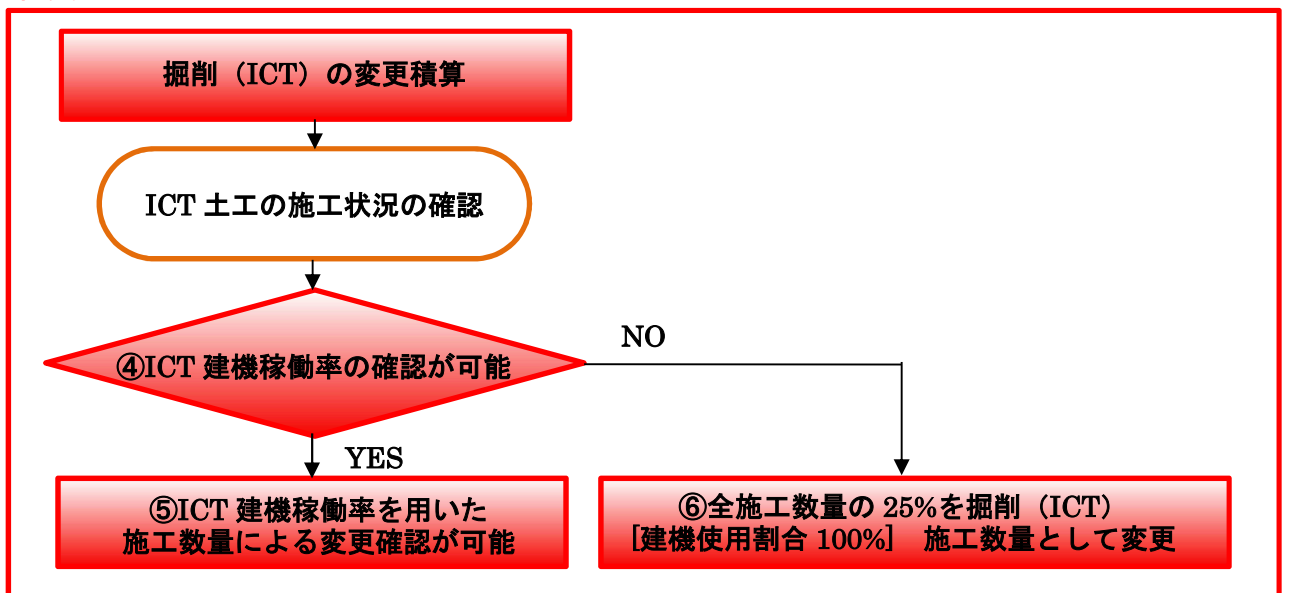 掘削（ICT）の変更積算
ICT 土工の施工状況の確認
④ICT 建機稼働率の確認が可能
NO
YES
⑤ICT 建機稼働率を用いた
施工数量による変更確認が可能
⑥全施工数量の 25%を掘削（ICT）
[建機使用割合 100%]　施工数量として変更